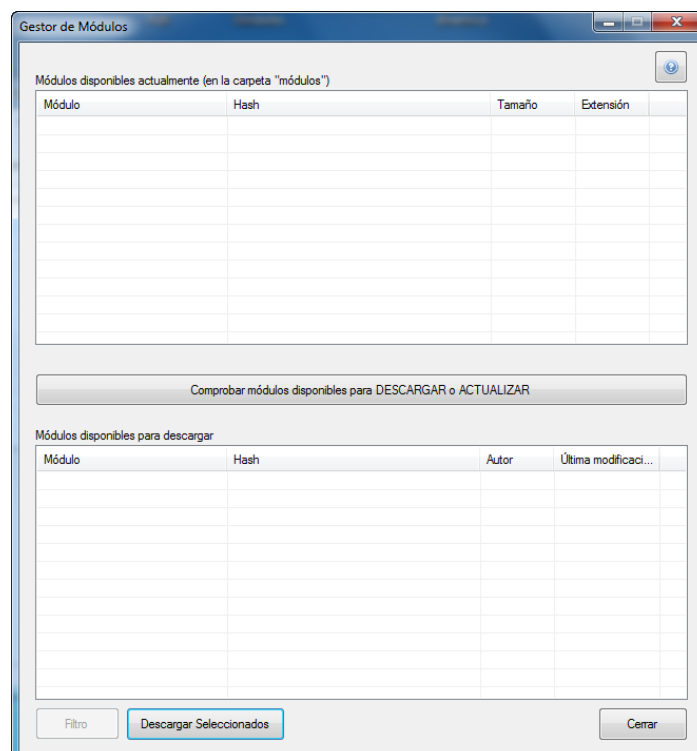 Gestor de Módulos
Módulos disponibles actualmente (en la carpeta "módulos")
Módulo Hash Tamaño Extensión
Comprobar módulos disponibles para DESCARGAR o ACTUALIZAR
Módulos disponibles para descargar
Módulo Hash Autor Última modificaci...
Filtro Descargar Seleccionados Cerrar